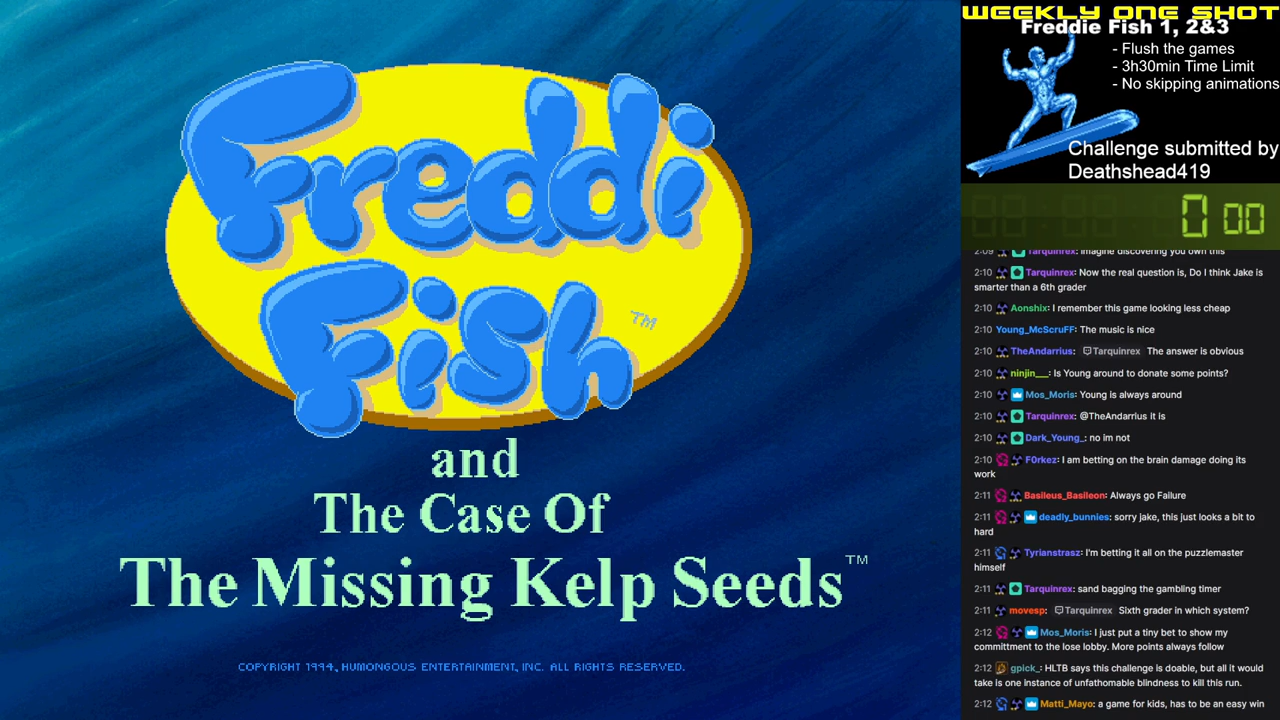 Freddi
Fish™
and
The Case Of
The Missing Kelp Seeds™
COPYRIGHT 1994, HUMONGOUS ENTERTAINMENT, INC. ALL RIGHTS RESERVED.
WEEKLY ONE SHOT
Freddie Fish 1, 2&3
- Flush the games
- 3h30min Time Limit
- No skipping animations
Challenge submitted by
Deathshead419
0 00
2:09 Tarquinrex: Imagine discovering you own this
2:10 Tarquinrex: Now the real question is, Do I think Jake is
smarter than a 6th grader
2:10 Aonshix: I remember this game looking less cheap
2:10 Young_McScruFF: The music is nice
2:10 TheAndarrius: Tarquinrex The answer is obvious
2:10 ninjin___: Is Young around to donate some points?
2:10 Mos_Moris: Young is always around
2:10 Tarquinrex: @TheAndarrius it is
2:10 Dark_Young_: no im not
2:10 F0rkez: I am betting on the brain damage doing its
work
2:11 Basileus_Basileon: Always go Failure
2:11 deadly_bunnies: sorry jake, this just looks a bit to
hard
2:11 Tyrianstrasz: I'm betting it all on the puzzlemaster
himself
2:11 Tarquinrex: sand bagging the gambling timer
2:11 movesp: Tarquinrex Sixth grader in which system?
2:12 Mos_Moris: I just put a tiny bet to show my
committment to the lose lobby. More points always follow
2:12 gpick_: HLTB says this challenge is doable, but all it would
take is one instance of unfathomable blindness to kill this run.
2:12 Matti_Mayo: a game for kids, has to be an easy win